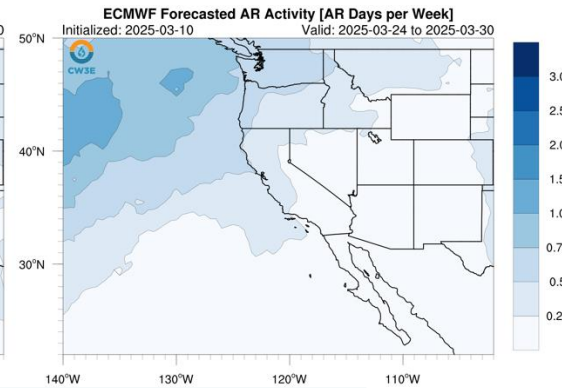 ECMWF Forecasted AR Activity [AR Days per Week]
Initialized: 2025-03-10 Valid: 2025-03-24 to 2025-03-30
0
50°N
CW3E
40°N
30°N
140°W 130°W 120°W 110°W
3.0
2.5
2.0
1.5
1.0
0.7
0.5
0.2